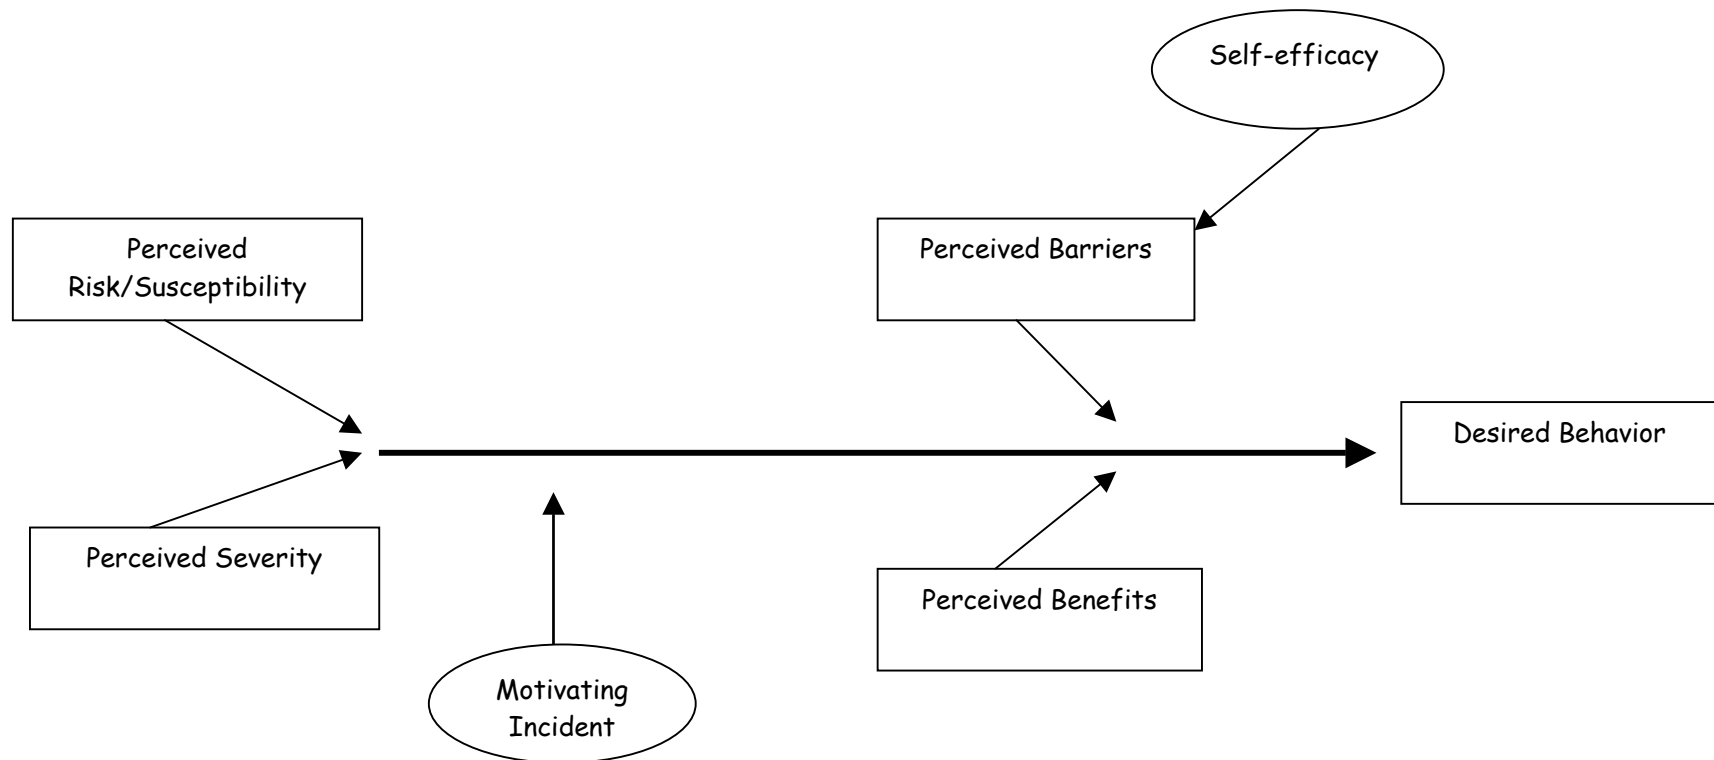 Self-efficacy
Perceived
Risk/Susceptibility
Perceived Barriers
Desired Behavior
Perceived Severity
Perceived Benefits
Motivating
Incident